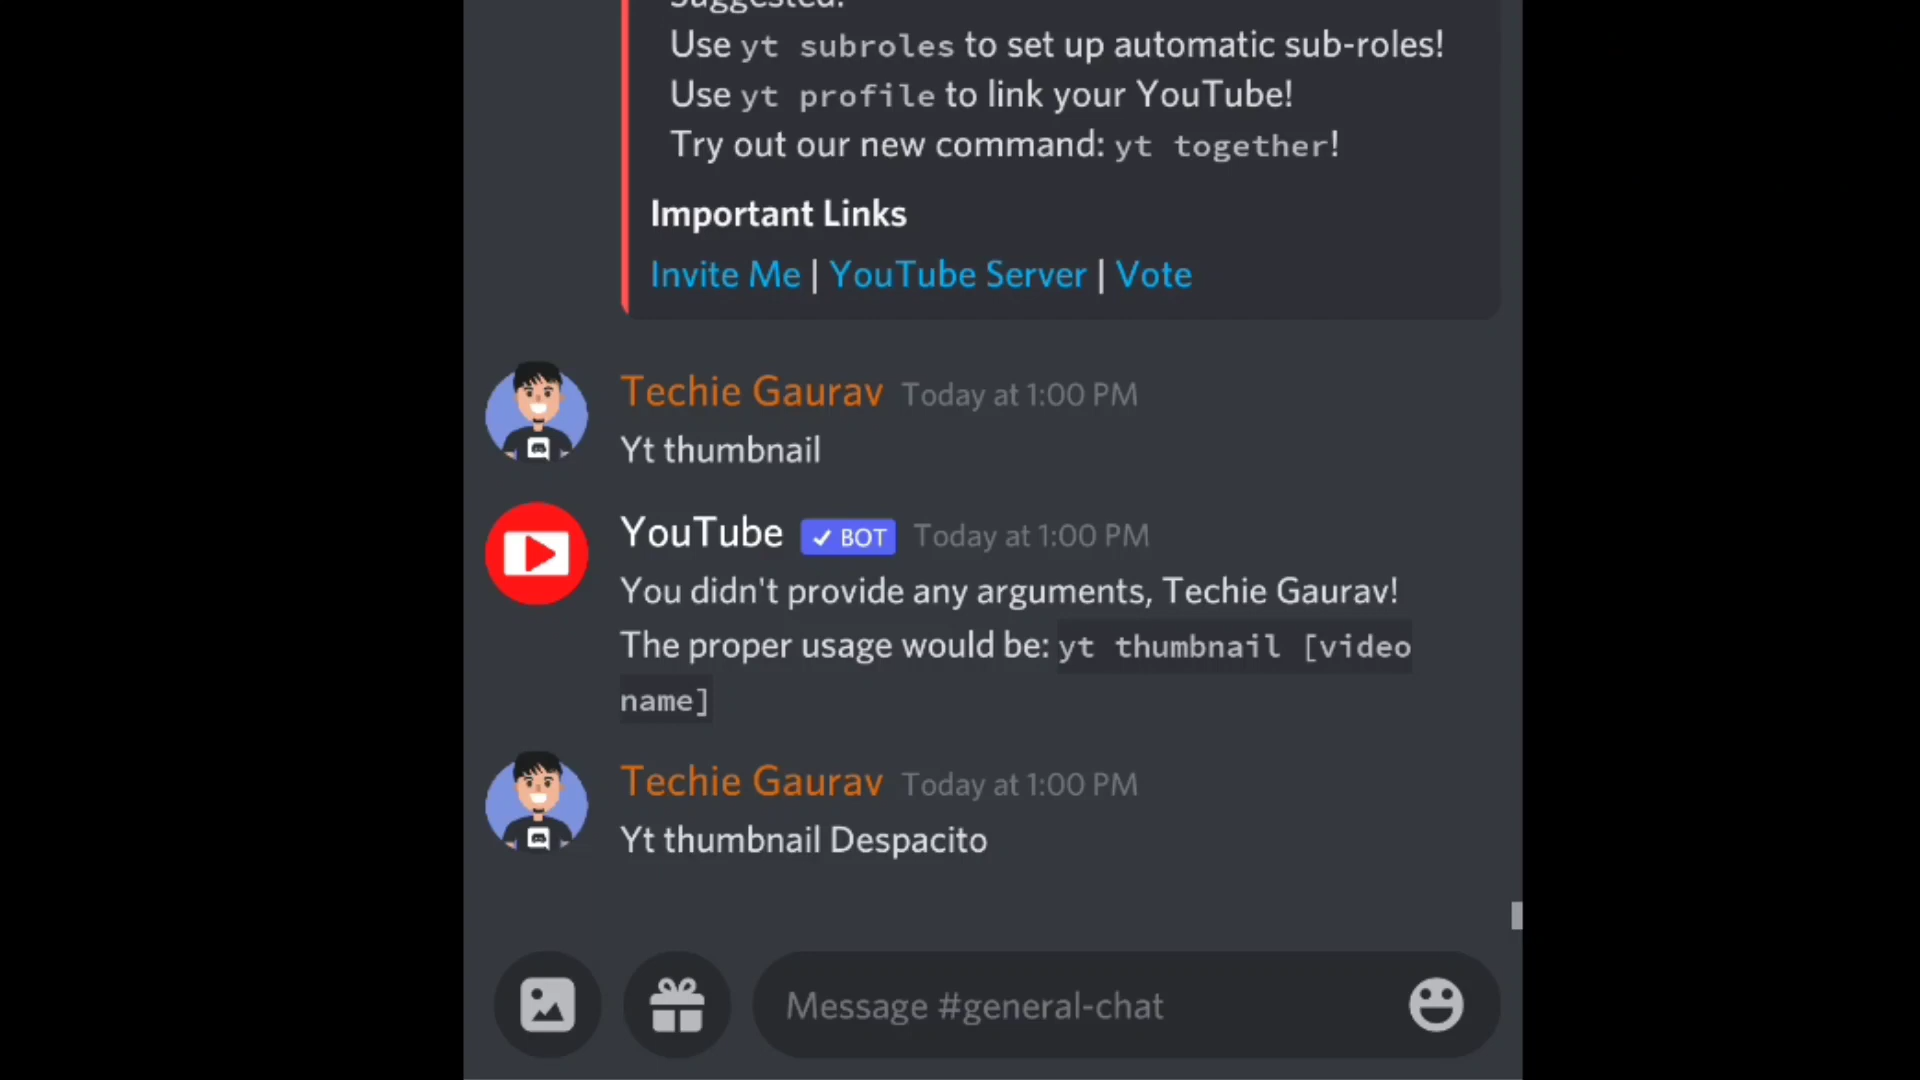 Suggested:
Use yt subroles to set up automatic sub-roles!
Use yt profile to link your YouTube!
Try out our new command: yt together!
Important Links
Invite Me | YouTube Server | Vote
Techie Gaurav Today at 1:00 PM
Yt thumbnail
YouTube ✓ BOT Today at 1:00 PM
You didn't provide any arguments, Techie Gaurav!
The proper usage would be: yt thumbnail [video
name]
Techie Gaurav Today at 1:00 PM
Yt thumbnail Despacito
Message #general-chat